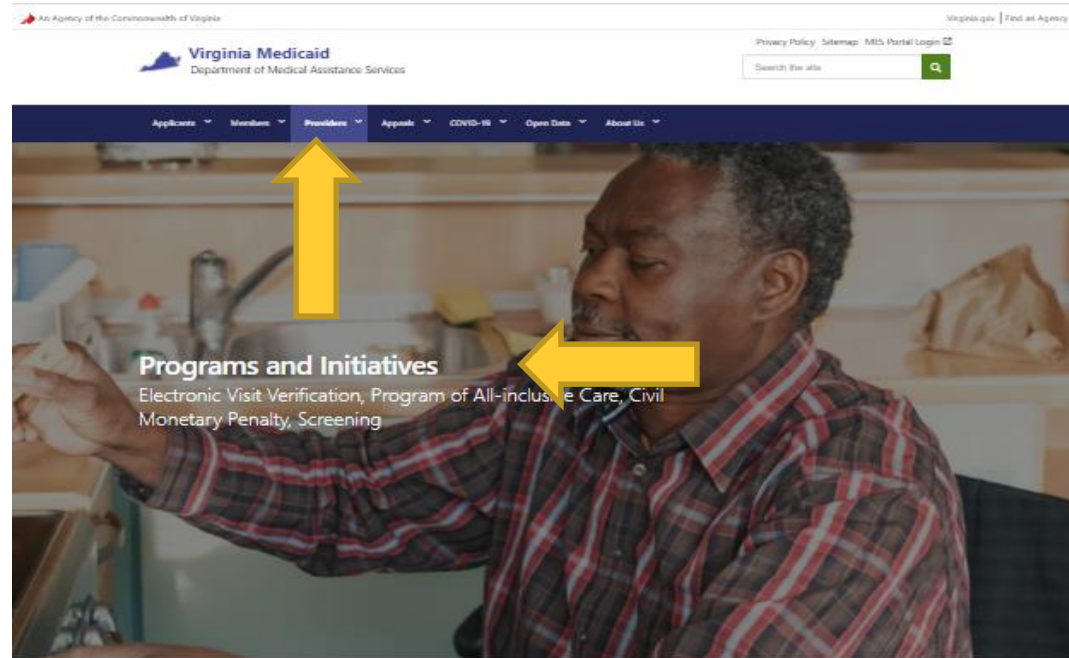 An Agency of the Commonwealth of Virginia
Virginia.gov | Find an Agency
Privacy Policy Sitemap MES Portal Login
Virginia Medicaid
Department of Medical Assistance Services
Search the site
Applicants Members Providers Appeals COVID-19 Open Data About Us
Programs and Initiatives
Electronic Visit Verification, Program of All-inclusive Care, Civil
Monetary Penalty, Screening